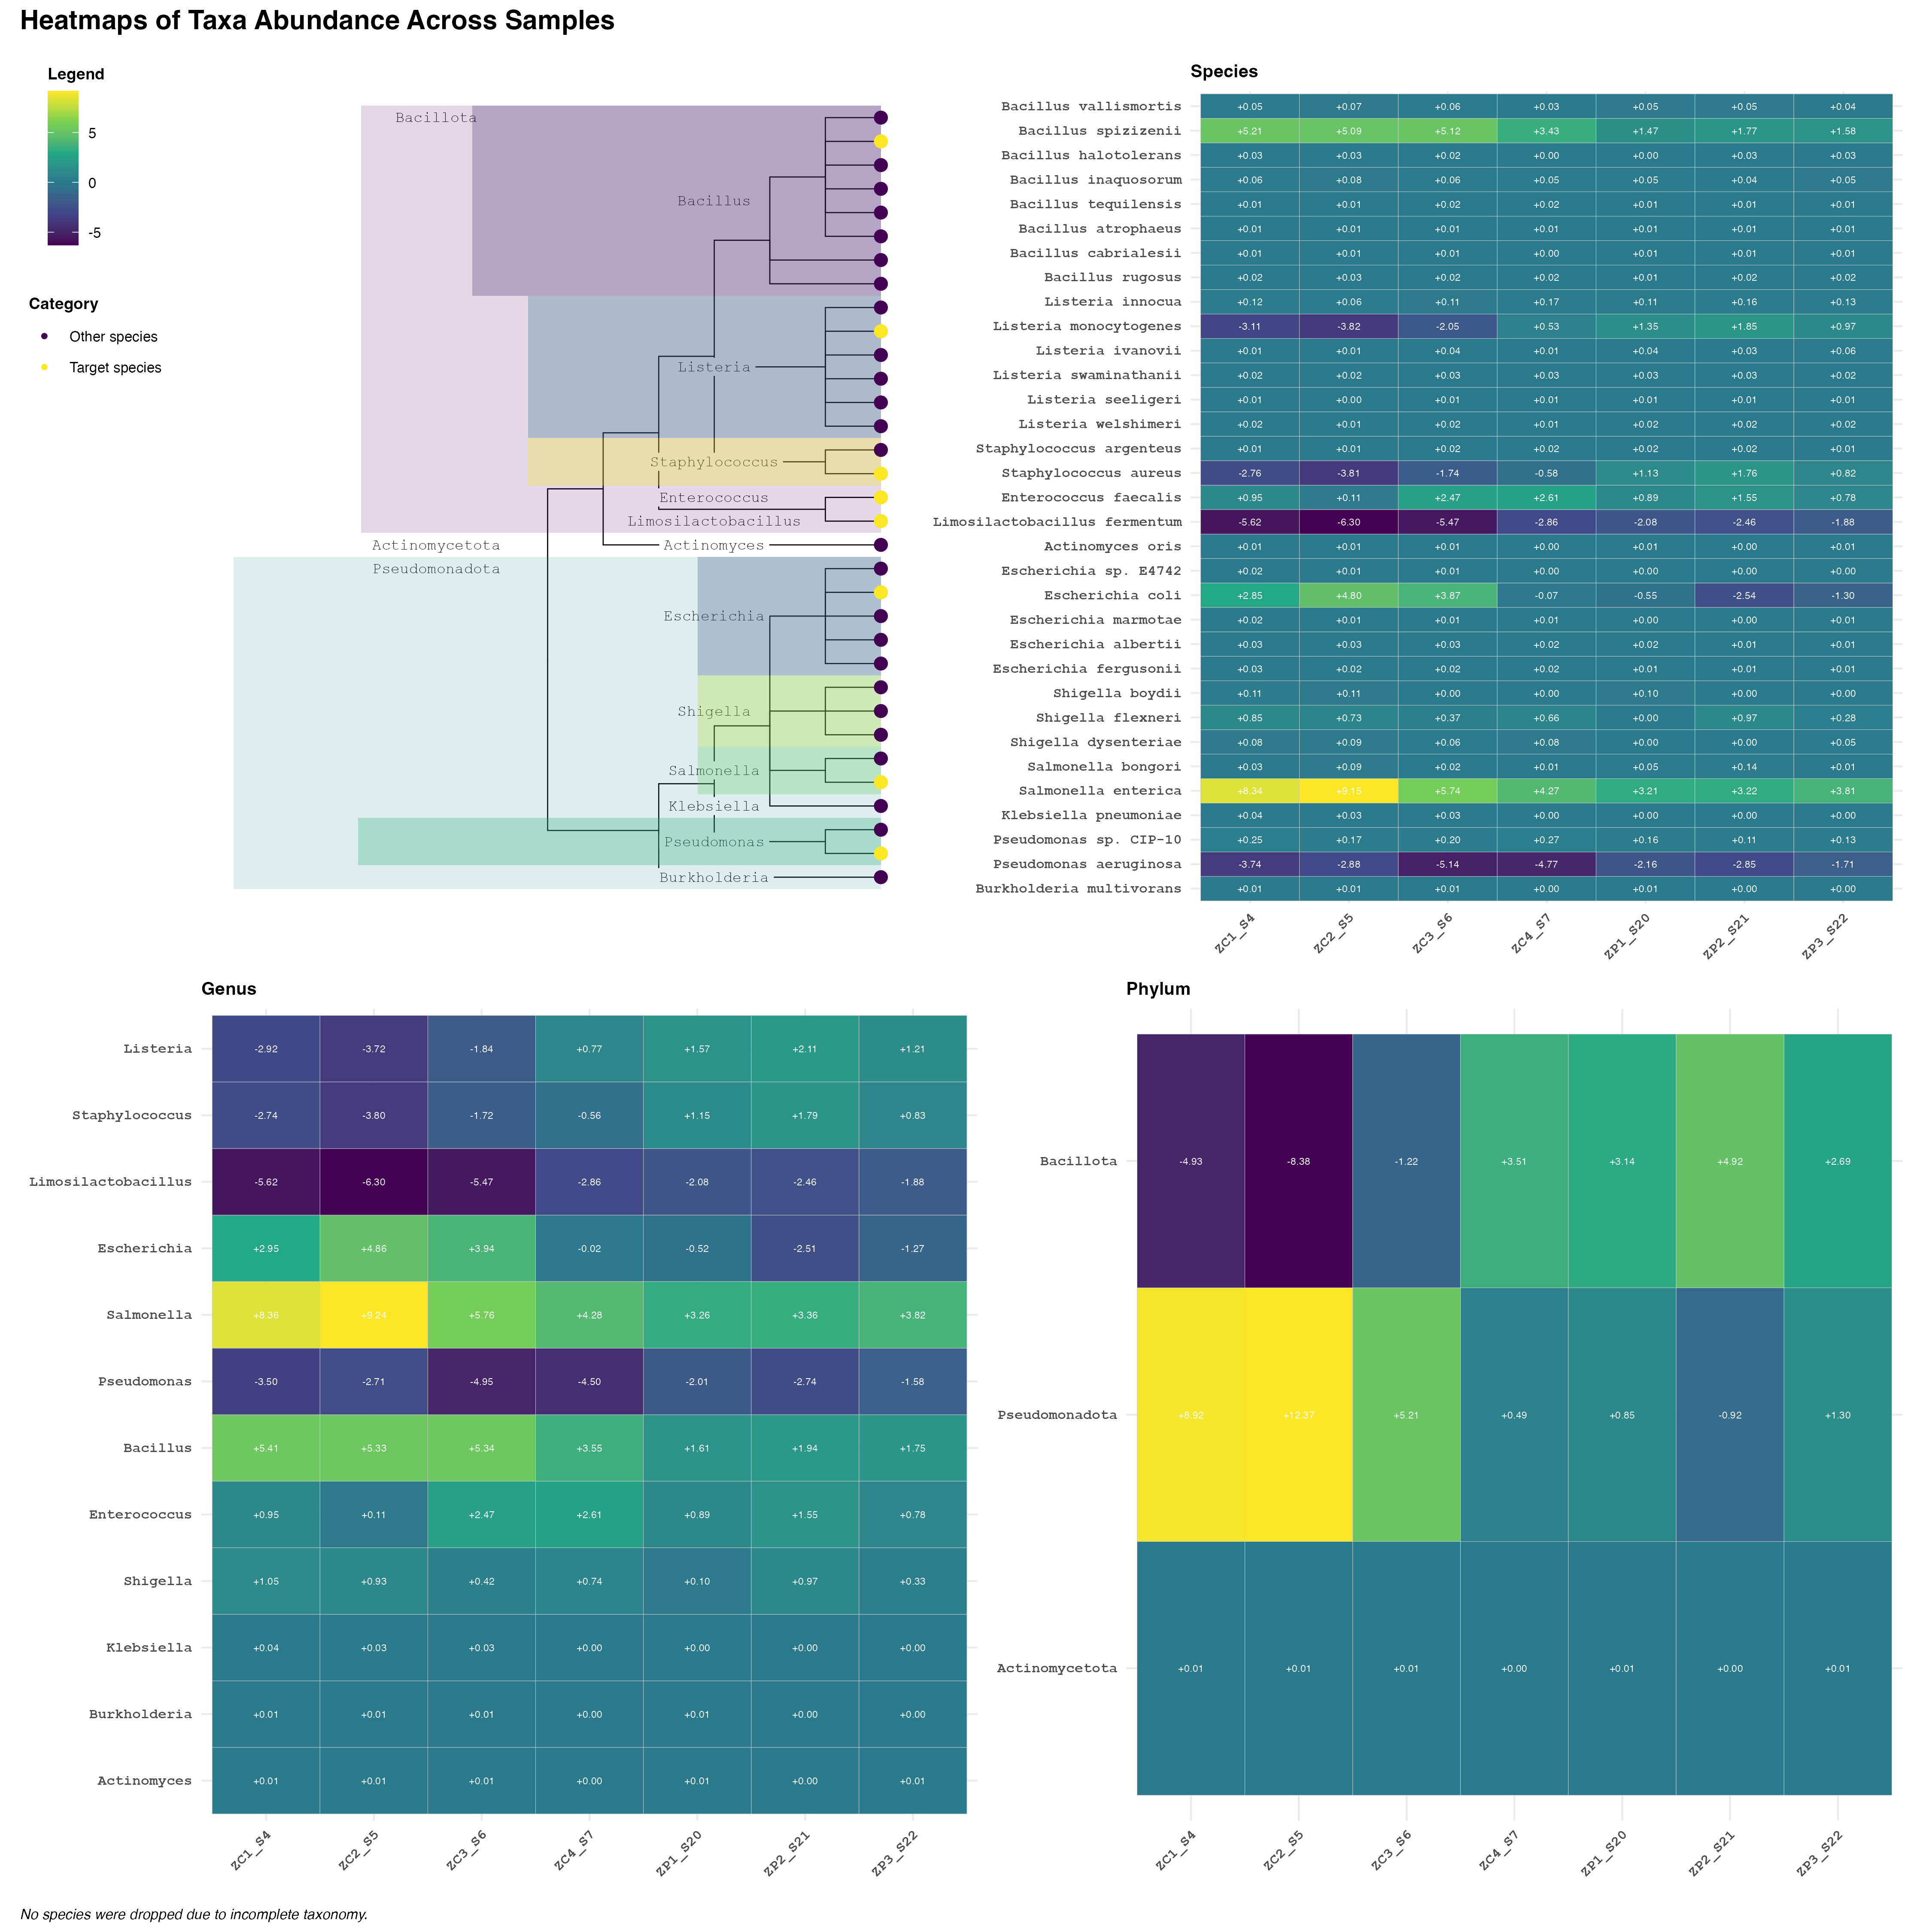 Heatmaps of Taxa Abundance Across Samples
Legend
5
0
-5
Category
Other species
Target species
Bacillota
Bacillus
Listeria
Staphylococcus
Enterococcus
Limosilactobacillus
Actinomycetota
Actinomyces
Pseudomonadota
Escherichia
Shigella
Salmonella
Klebsiella
Pseudomonas
Burkholderia
Species
Bacillus vallismortis +0.05 +0.07 +0.06 +0.03 +0.05 +0.05 +0.04
Bacillus spizizenii +5.21 +5.09 +5.12 +3.43 +1.47 +1.77 +1.58
Bacillus halotolerans +0.03 +0.03 +0.02 +0.00 +0.00 +0.03 +0.03
Bacillus inaquosorum +0.06 +0.08 +0.06 +0.05 +0.05 +0.04 +0.05
Bacillus tequilensis +0.01 +0.01 +0.02 +0.02 +0.01 +0.01 +0.01
Bacillus atrophaeus +0.01 +0.01 +0.01 +0.01 +0.01 +0.01 +0.01
Bacillus cabrialesii +0.01 +0.01 +0.01 +0.00 +0.01 +0.01 +0.01
Bacillus rugosus +0.02 +0.03 +0.02 +0.02 +0.01 +0.02 +0.02
Listeria innocua +0.12 +0.06 +0.11 +0.17 +0.11 +0.16 +0.13
Listeria monocytogenes -3.11 -3.82 -2.05 +0.53 +1.35 +1.85 +0.97
Listeria ivanovii +0.01 +0.01 +0.04 +0.01 +0.04 +0.03 +0.06
Listeria swaminathanii +0.02 +0.02 +0.03 +0.03 +0.03 +0.03 +0.02
Listeria seeligeri +0.01 +0.00 +0.01 +0.01 +0.01 +0.01 +0.01
Listeria welshimeri +0.02 +0.01 +0.02 +0.01 +0.02 +0.02 +0.02
Staphylococcus argenteus +0.01 +0.01 +0.02 +0.02 +0.02 +0.02 +0.01
Staphylococcus aureus -2.76 -3.81 -1.74 -0.58 +1.13 +1.76 +0.82
Enterococcus faecalis +0.95 +0.11 +2.47 +2.61 +0.89 +1.55 +0.78
Limosilactobacillus fermentum -5.62 -6.30 -5.47 -2.86 -2.08 -2.46 -1.88
Actinomyces oris +0.01 +0.01 +0.01 +0.00 +0.01 +0.00 +0.01
Escherichia sp. E4742 +0.02 +0.01 +0.01 +0.00 +0.00 +0.00 +0.00
Escherichia coli +2.85 +4.80 +3.87 -0.07 -0.55 -2.54 -1.30
Escherichia marmotae +0.02 +0.01 +0.01 +0.01 +0.00 +0.00 +0.01
Escherichia albertii +0.03 +0.03 +0.03 +0.02 +0.02 +0.01 +0.01
Escherichia fergusonii +0.03 +0.02 +0.02 +0.02 +0.01 +0.01 +0.01
Shigella boydii +0.11 +0.11 +0.00 +0.00 +0.10 +0.00 +0.00
Shigella flexneri +0.85 +0.73 +0.37 +0.66 +0.00 +0.97 +0.28
Shigella dysenteriae +0.08 +0.09 +0.06 +0.08 +0.00 +0.00 +0.05
Salmonella bongori +0.03 +0.09 +0.02 +0.01 +0.05 +0.14 +0.01
Salmonella enterica +8.34 +9.15 +5.74 +4.27 +3.21 +3.22 +3.81
Klebsiella pneumoniae +0.04 +0.03 +0.03 +0.00 +0.00 +0.00 +0.00
Pseudomonas sp. CIP-10 +0.25 +0.17 +0.20 +0.27 +0.16 +0.11 +0.13
Pseudomonas aeruginosa -3.74 -2.88 -5.14 -4.77 -2.16 -2.85 -1.71
Burkholderia multivorans +0.01 +0.01 +0.01 +0.00 +0.01 +0.00 +0.00
ZC1_S4 ZC2_S5 ZC3_S6 ZC4_S7 ZP1_S20 ZP2_S21 ZP3_S22
Genus
Listeria -2.92 -3.72 -1.84 +0.77 +1.57 +2.11 +1.21
Staphylococcus -2.74 -3.80 -1.72 -0.56 +1.15 +1.79 +0.83
Limosilactobacillus -5.62 -6.30 -5.47 -2.86 -2.08 -2.46 -1.88
Escherichia +2.95 +4.86 +3.94 -0.02 -0.52 -2.51 -1.27
Salmonella +8.36 +9.24 +5.76 +4.28 +3.26 +3.36 +3.82
Pseudomonas -3.50 -2.71 -4.95 -4.50 -2.01 -2.74 -1.58
Bacillus +5.41 +5.33 +5.34 +3.55 +1.61 +1.94 +1.75
Enterococcus +0.95 +0.11 +2.47 +2.61 +0.89 +1.55 +0.78
Shigella +1.05 +0.93 +0.42 +0.74 +0.10 +0.97 +0.33
Klebsiella +0.04 +0.03 +0.03 +0.00 +0.00 +0.00 +0.00
Burkholderia +0.01 +0.01 +0.01 +0.00 +0.01 +0.00 +0.00
Actinomyces +0.01 +0.01 +0.01 +0.00 +0.01 +0.00 +0.01
ZC1_S4 ZC2_S5 ZC3_S6 ZC4_S7 ZP1_S20 ZP2_S21 ZP3_S22
Phylum
Bacillota -4.93 -8.38 -1.22 +3.51 +3.14 +4.92 +2.69
Pseudomonadota +8.92 +12.37 +5.21 +0.49 +0.85 -0.92 +1.30
Actinomycetota +0.01 +0.01 +0.01 +0.00 +0.01 +0.00 +0.01
ZC1_S4 ZC2_S5 ZC3_S6 ZC4_S7 ZP1_S20 ZP2_S21 ZP3_S22
No species were dropped due to incomplete taxonomy.